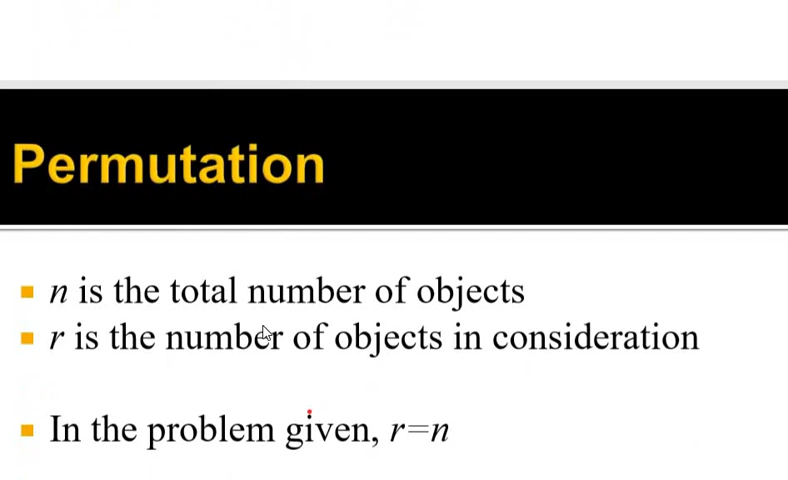 Permutation
n is the total number of objects
r is the number of objects in consideration
In the problem given, r=n